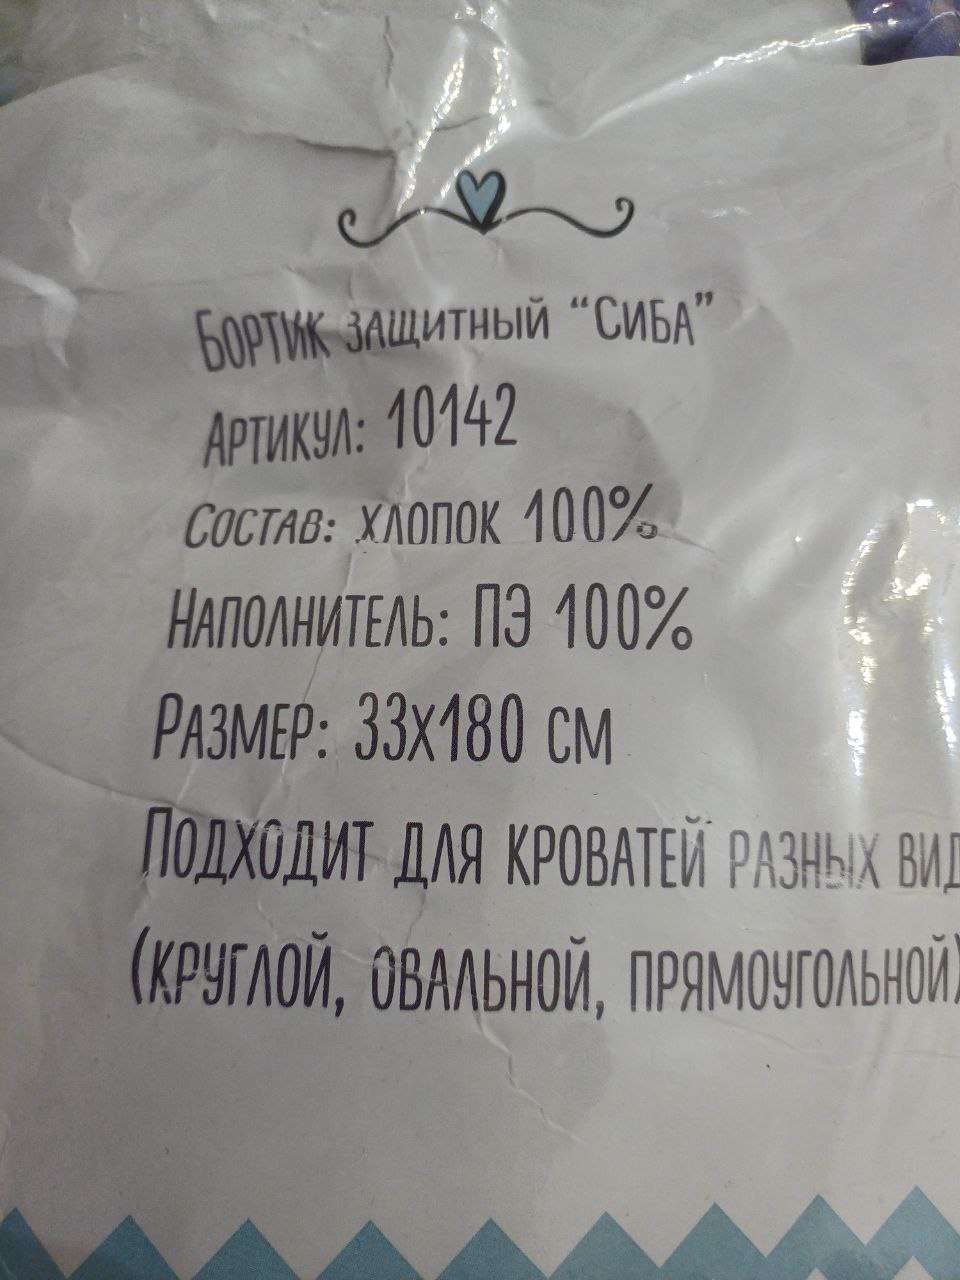 Бортик защитный “Сиба”
Артикул: 10142
Состав: хлопок 100%
Наполнитель: ПЭ 100%
Размер: 33х180 см
Подходит для кроватей разных
(круглой, овальной, прямоугольной)